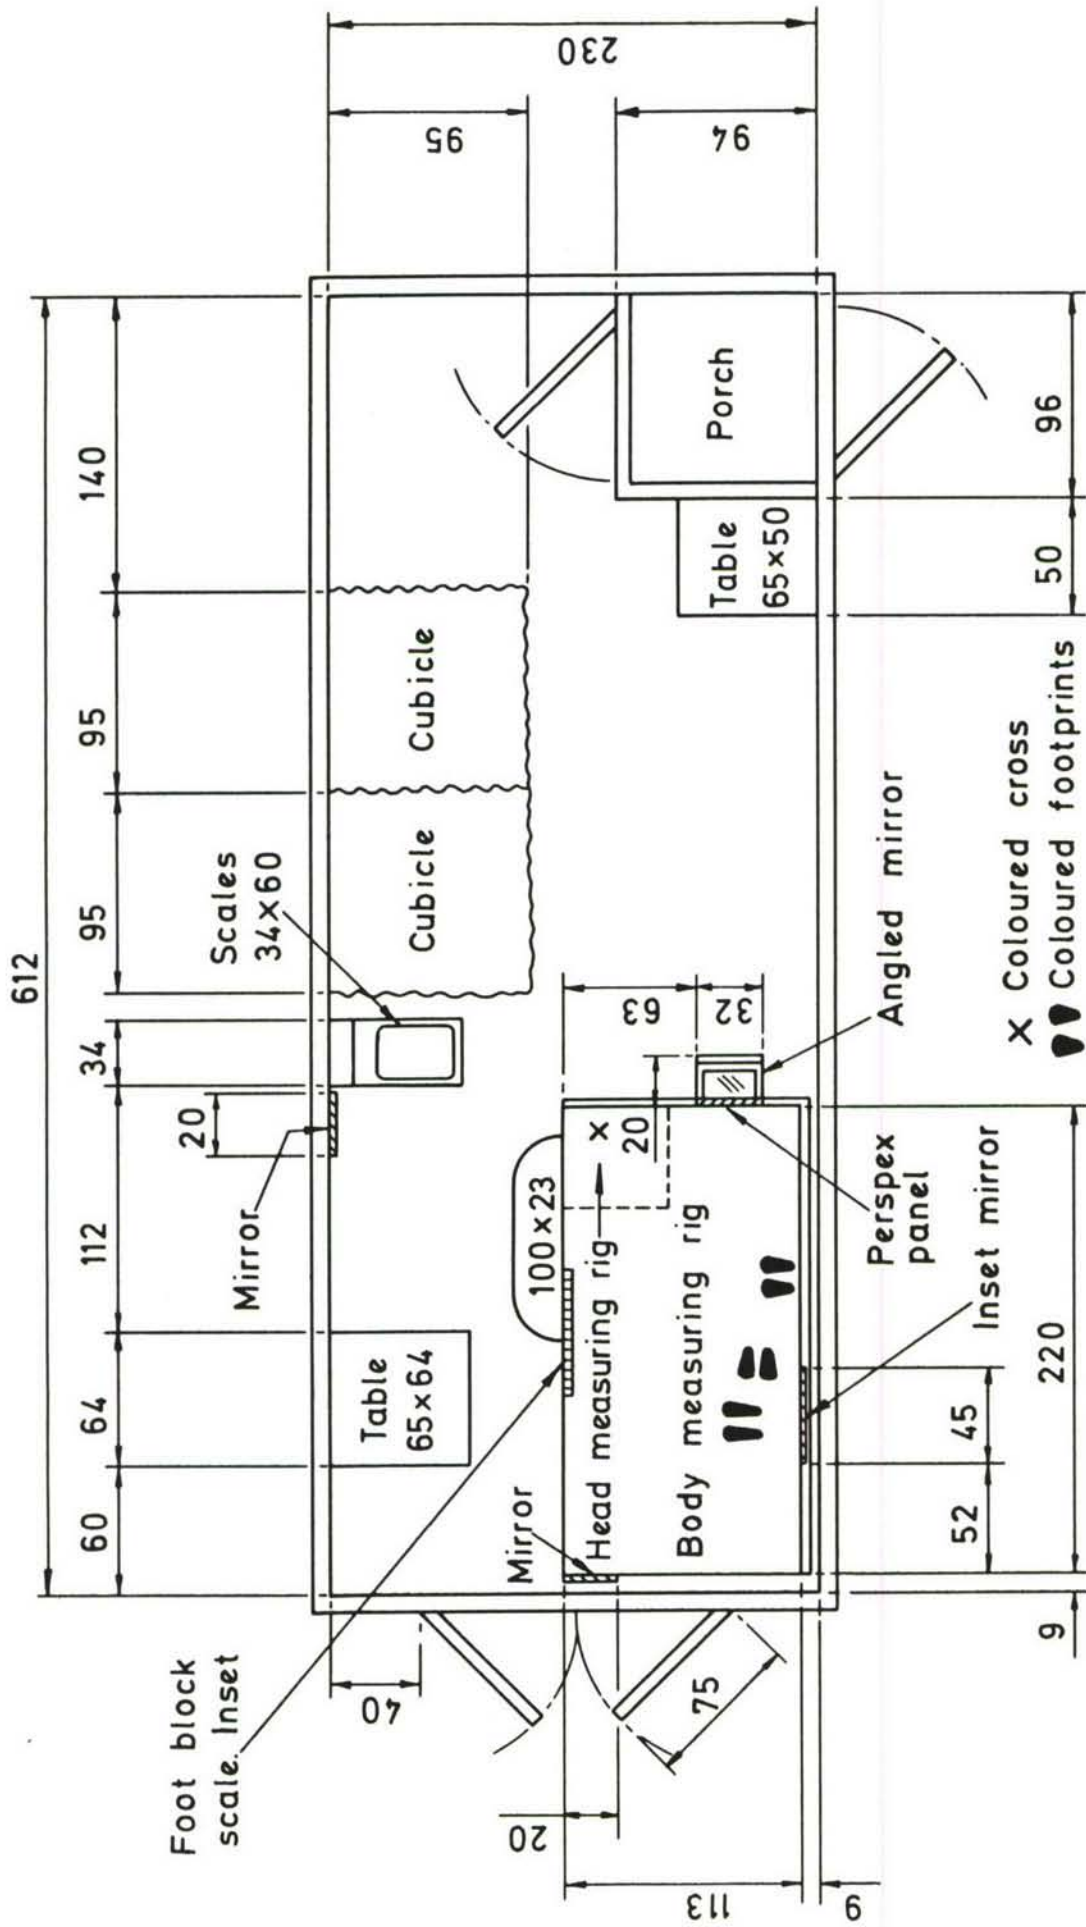 612
60
64
112
34
95
95
140
20
Mirror
Scales
34×60
Foot block
scale. Inset
40
Table
65×64
Cubicle
Cubicle
95
230
94
100×23
Mirror
Head measuring rig
x
20
63
32
Body measuring rig
Table
65×50
Porch
75
20
113
9
Perspex
panel
Angled mirror
Inset mirror
9
52
45
220
50
96
X Coloured cross
Coloured footprints